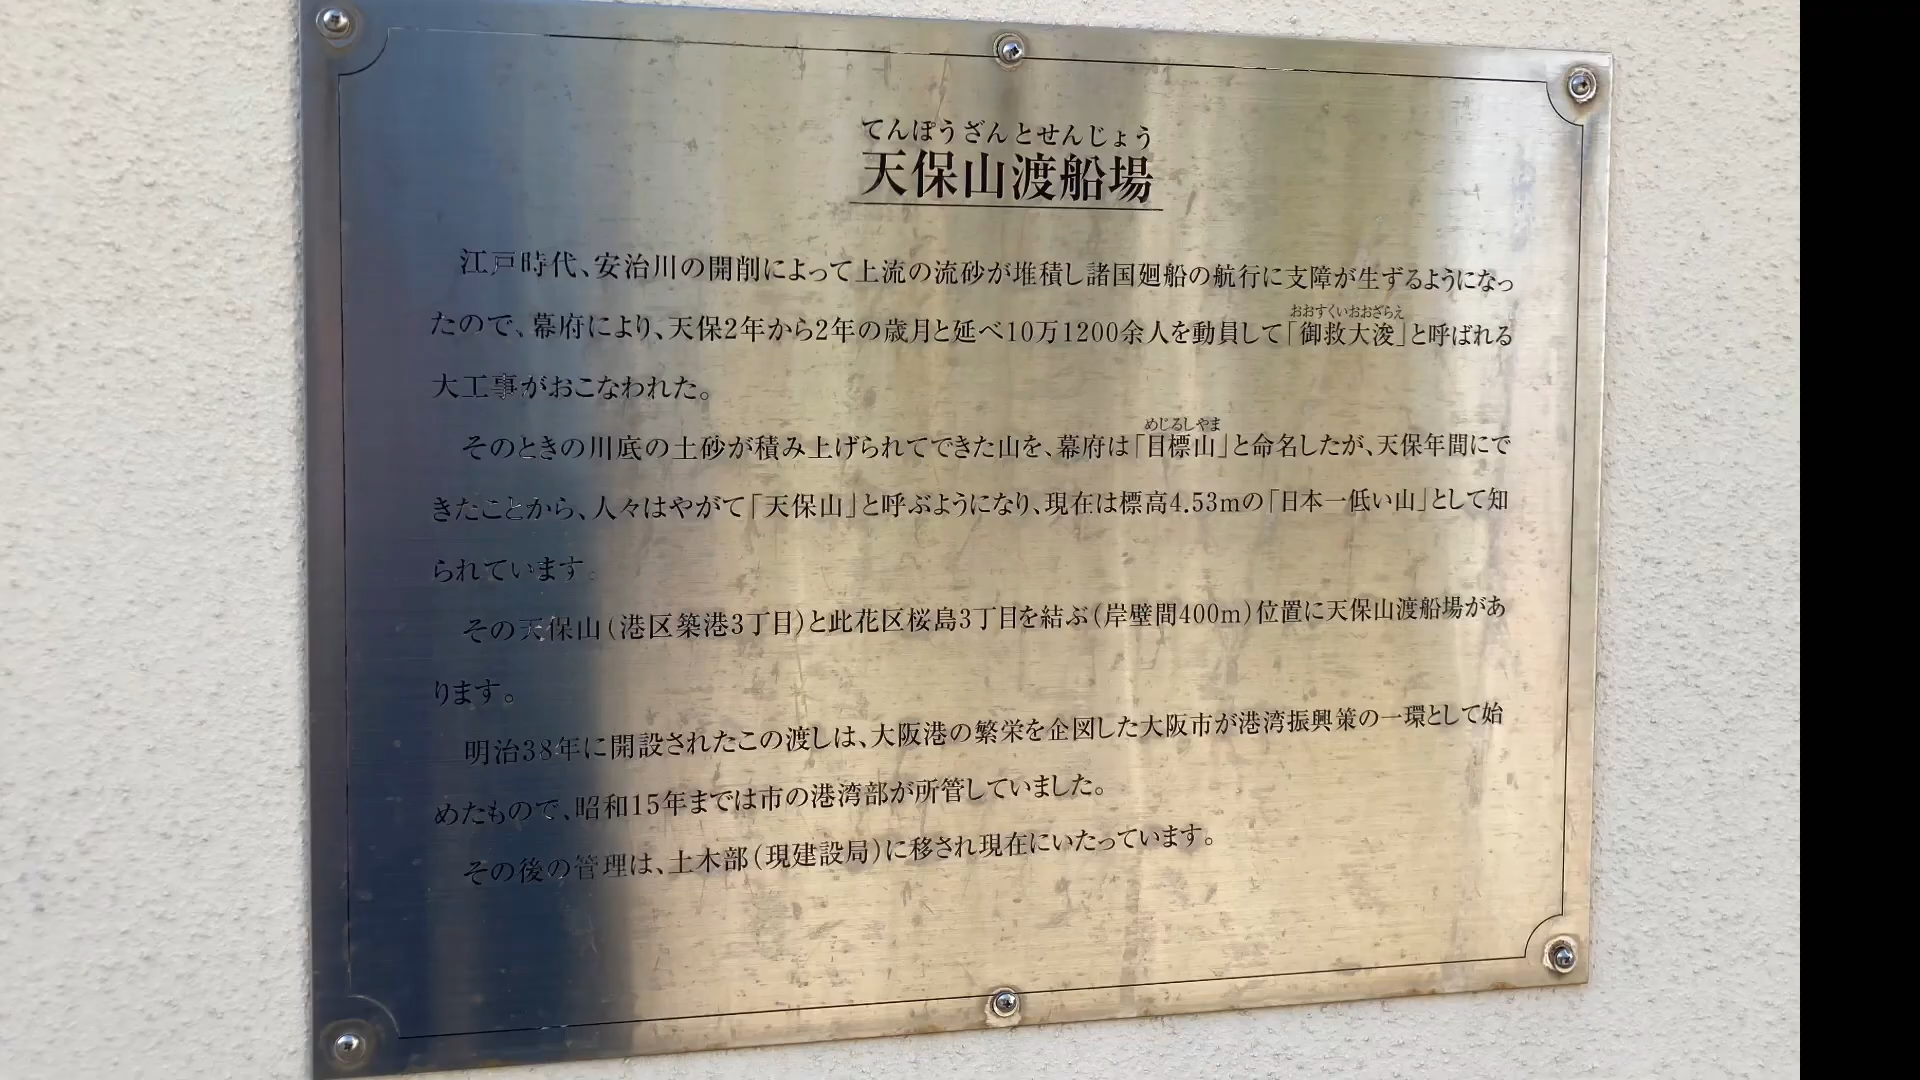 てんぽうざんとせんじょう
天保山渡船場
江戸時代、安治川の開削によって上流の流砂が堆積し諸国廻船の航行に支障が生ずるようになっ
おおすくいおおざらえ
たので、幕府により、天保2年から2年の歳月と延べ10万1200余人を動員して「御救大浚」と呼ばれる
大工事がおこなわれた。
めじるしやま
そのときの川底の土砂が積み上げられてできた山を、幕府は「目標山」と命名したが、天保年間にで
きたことから、人々はやがて「天保山」と呼ぶようになり、現在は標高4.53mの「日本一低い山」として知
られています。
その天保山(港区築港3丁目)と此花区桜島3丁目を結ぶ(岸壁間400m)位置に天保山渡船場があ
ります。
明治38年に開設されたこの渡しは、大阪港の繁栄を企図した大阪市が港湾振興策の一環として始
めたもので、昭和15年までは市の港湾部が所管していました。
その後の管理は、土木部(現建設局)に移され現在にいたっています。